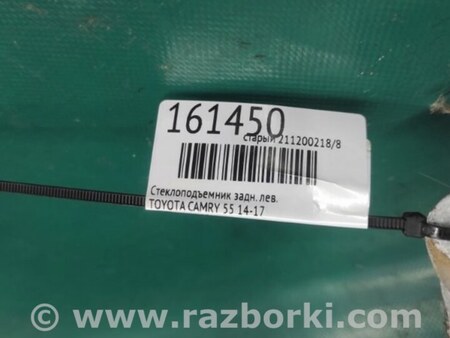 161450
старый 211200218/8
Стеклоподъемник задн. лев.
TOYOTA CAMRY 55 14-17
© www.razborki.com